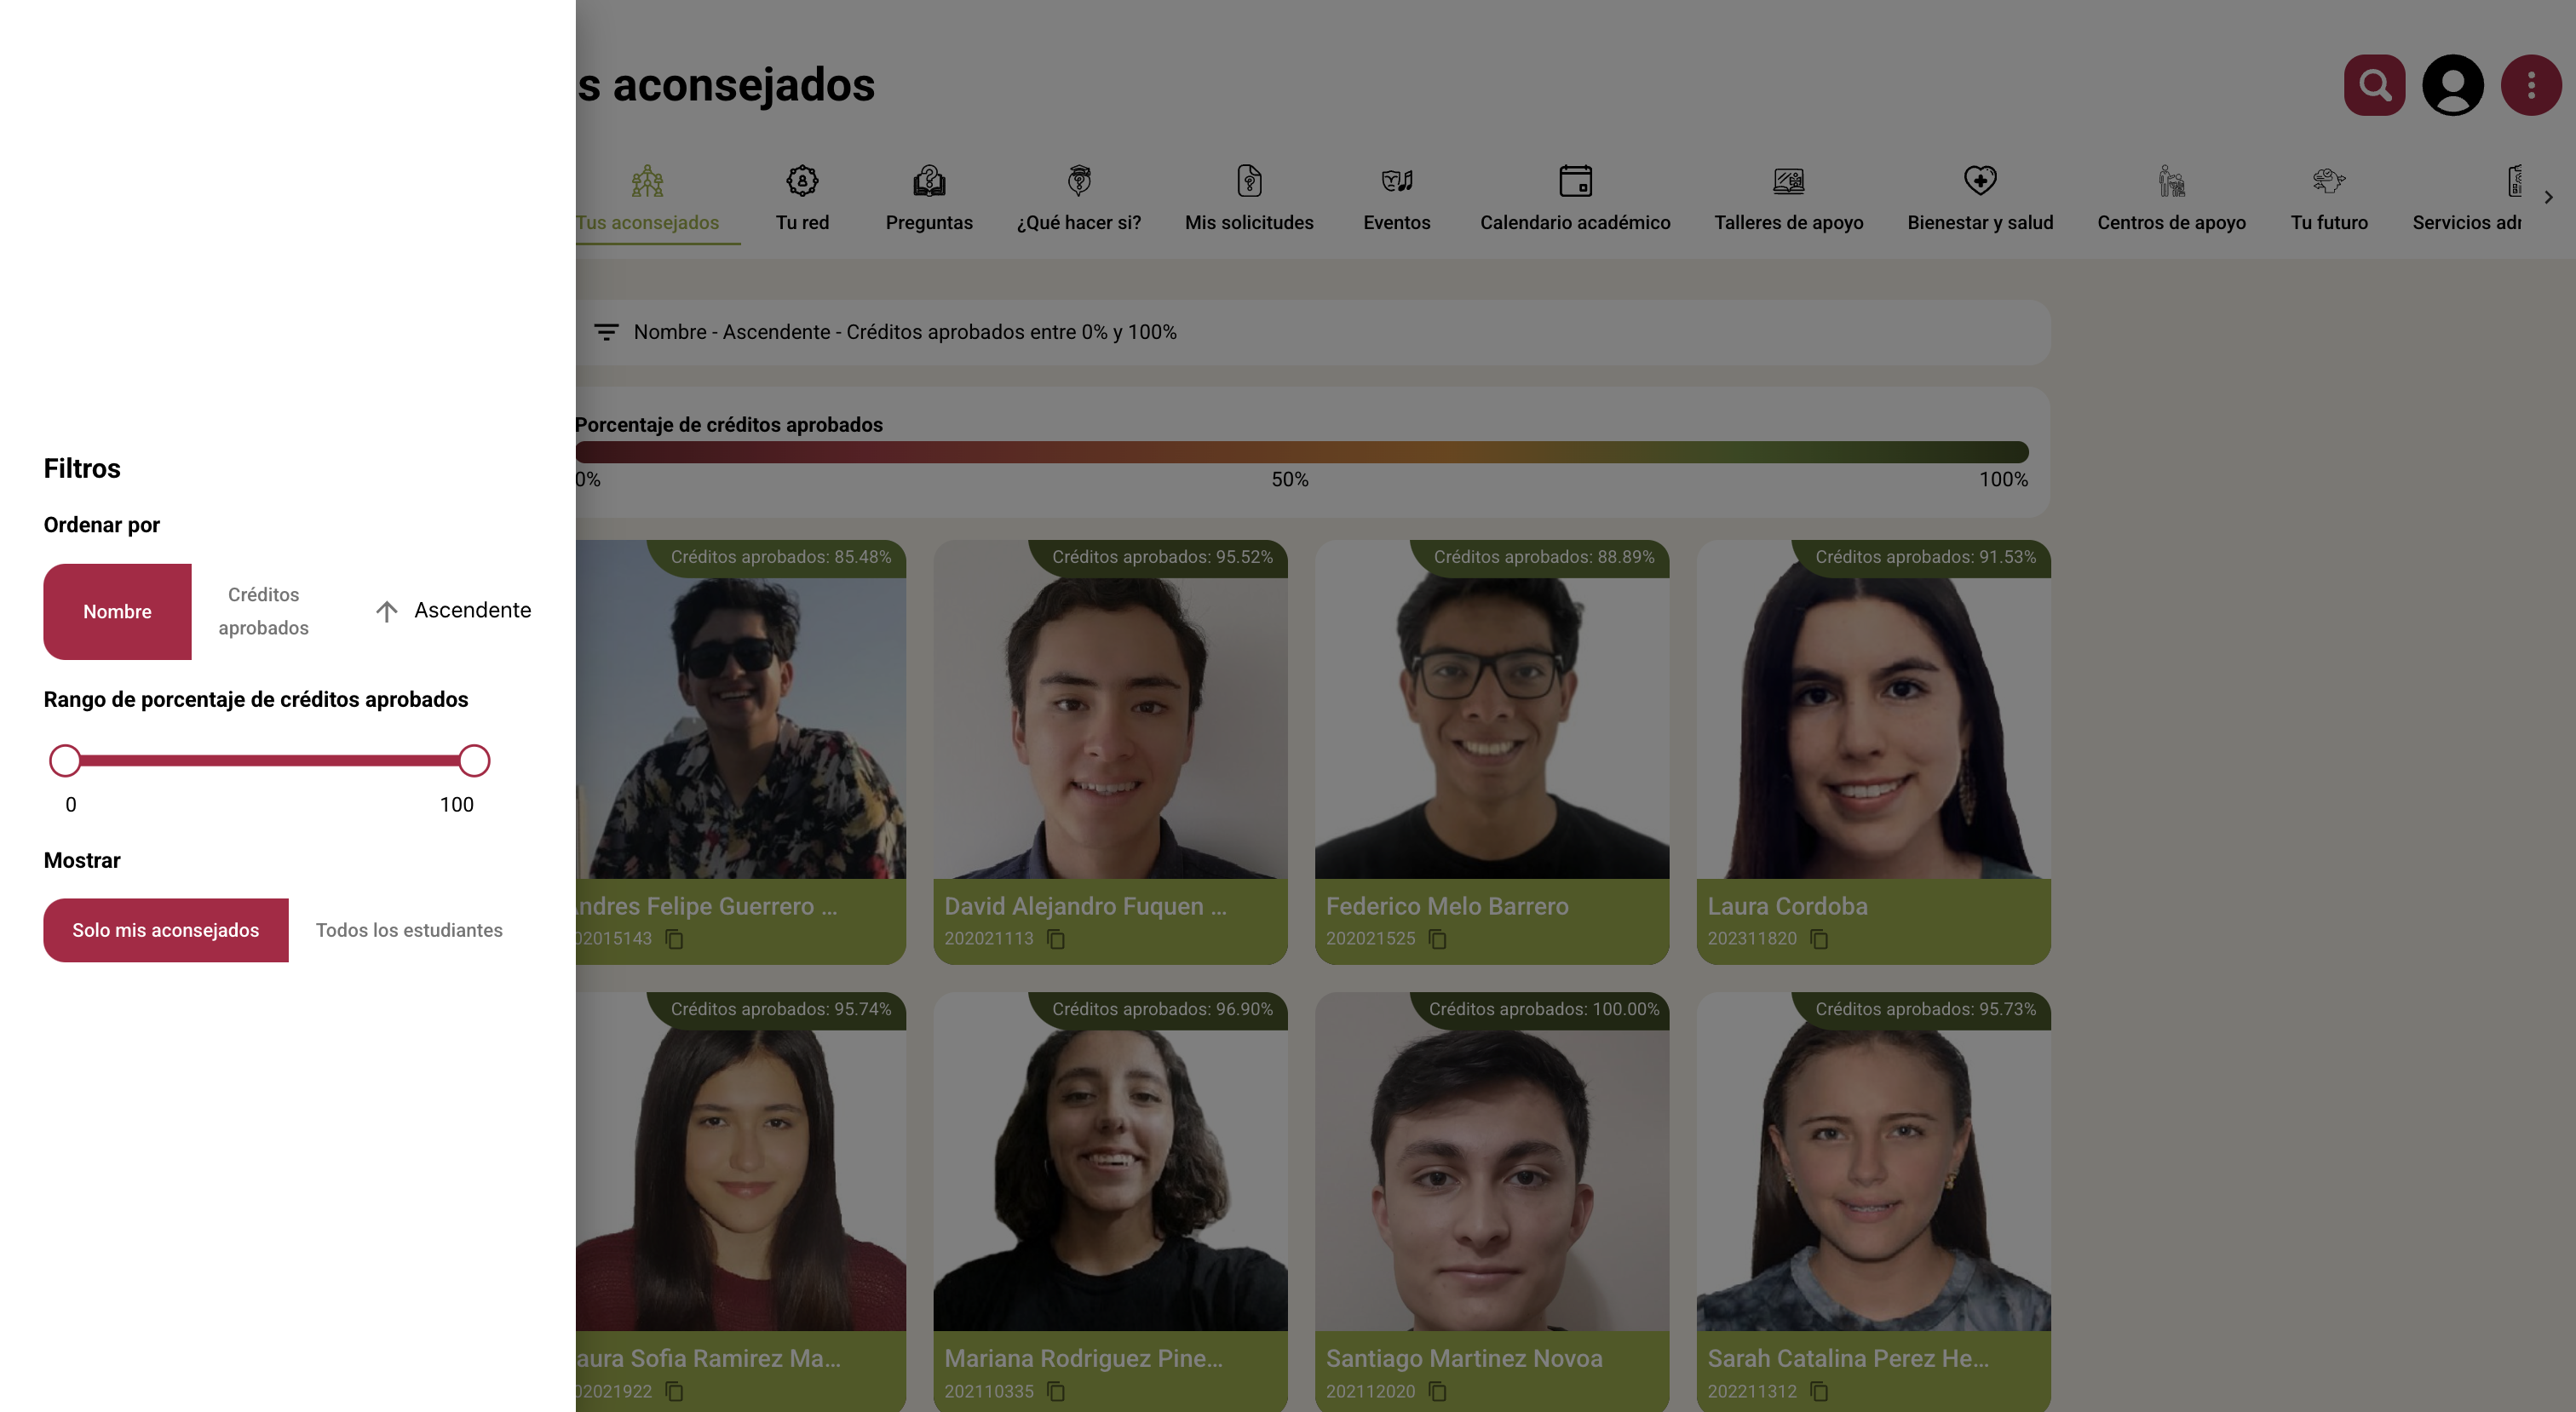 s aconsejados
Tus aconsejados
Tu red
Preguntas
¿Qué hacer si?
Mis solicitudes
Eventos
Calendario académico
Talleres de apoyo
Bienestar y salud
Centros de apoyo
Tu futuro
Servicios adr
Nombre - Ascendente - Créditos aprobados entre 0% y 100%
Porcentaje de créditos aprobados
0%
50%
100%
Filtros
Ordenar por
Nombre
Créditos
aprobados
Ascendente
Rango de porcentaje de créditos aprobados
0
100
Mostrar
Solo mis aconsejados
Todos los estudiantes
Créditos aprobados: 85.48%
Créditos aprobados: 95.52%
Créditos aprobados: 88.89%
Créditos aprobados: 91.53%
Andres Felipe Guerrero ...
David Alejandro Fuquen ...
Federico Melo Barrero
Laura Cordoba
02015143
202021113
202021525
202311820
Créditos aprobados: 95.74%
Créditos aprobados: 96.90%
Créditos aprobados: 100.00%
Créditos aprobados: 95.73%
aura Sofia Ramirez Ma...
Mariana Rodriguez Pine...
Santiago Martinez Novoa
Sarah Catalina Perez He...
02021922
202110335
202112020
202211312